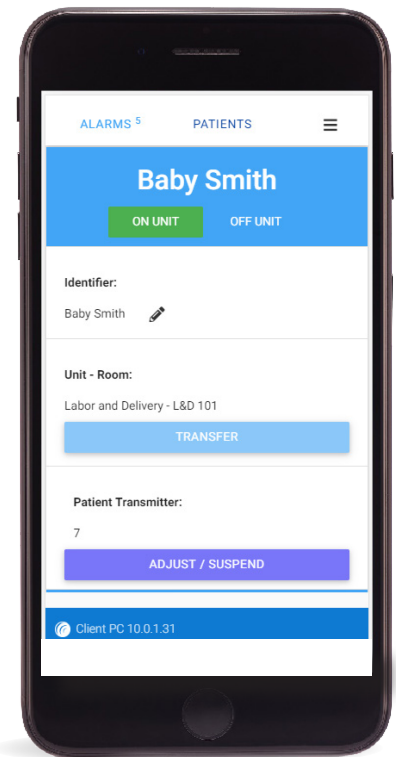 ALARMS 5 PATIENTS
Baby Smith
ON UNIT OFF UNIT
Identifier:
Baby Smith
Unit - Room:
Labor and Delivery - L&D 101
TRANSFER
Patient Transmitter:
7
ADJUST / SUSPEND
Client PC 10.0.1.31